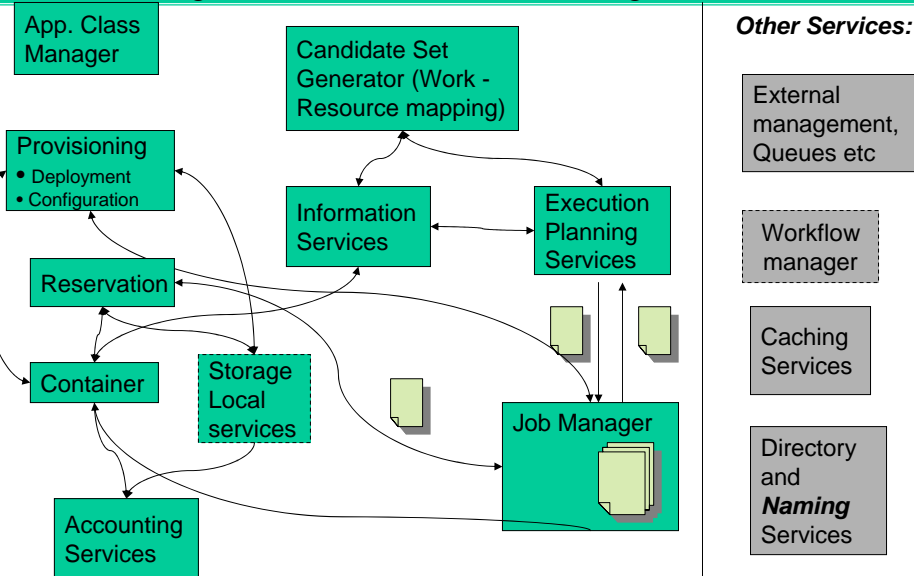 App. Class
Manager
Candidate Set
Generator (Work -
Resource mapping)
Provisioning
• Deployment
• Configuration
Information
Services
Execution
Planning
Services
Reservation
Container
Storage
Local
services
Job Manager
Accounting
Services
Other Services:
External
management,
Queues etc
Workflow
manager
Caching
Services
Directory
and
Naming
Services